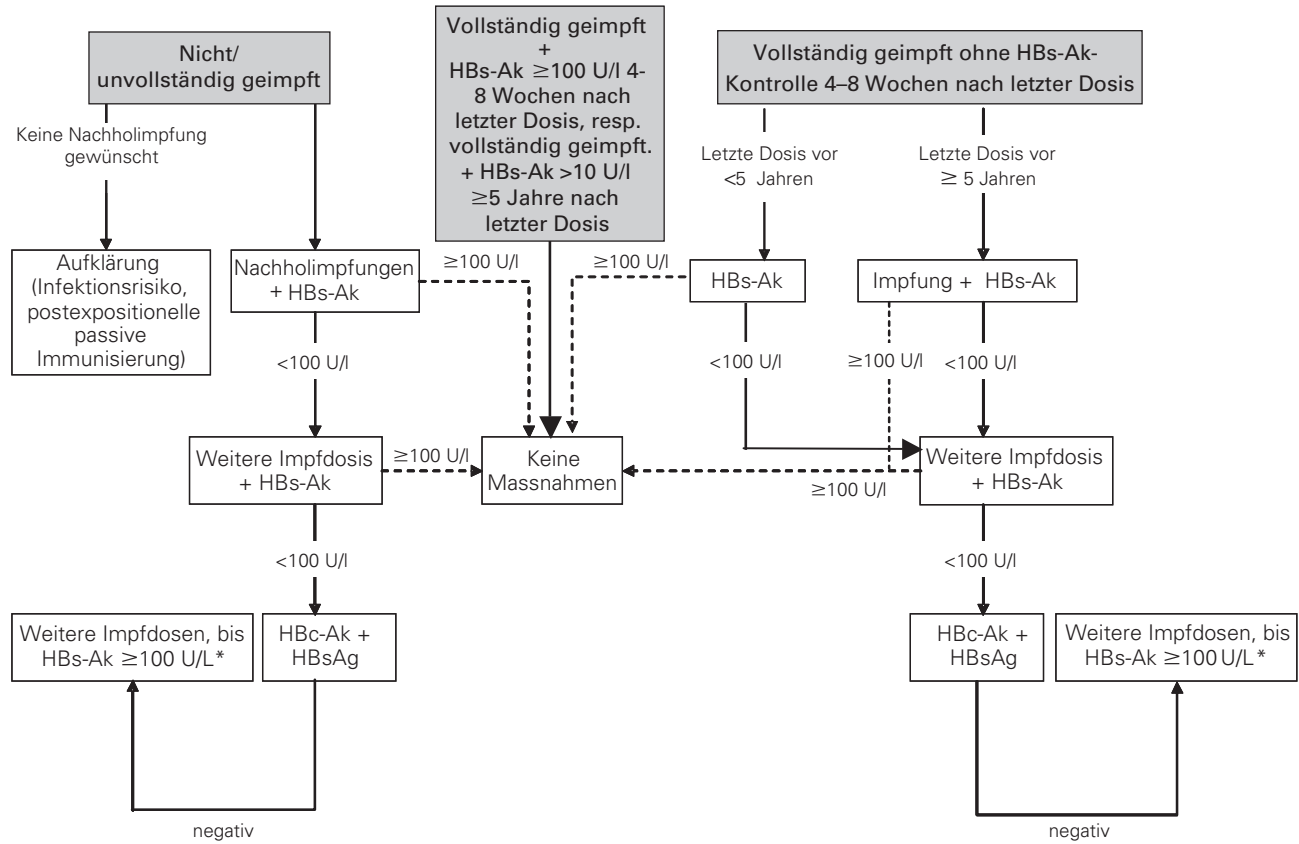 Nicht/
unvollständig geimpft
Vollständig geimpft
+
HBs-Ak ≥100 U/l 4-
8 Wochen nach
letzter Dosis, resp.
vollständig geimpft.
+ HBs-Ak >10 U/l
≥5 Jahre nach
letzter Dosis
Vollständig geimpft ohne HBs-Ak-
Kontrolle 4–8 Wochen nach letzter Dosis
Keine Nachholimpfung
gewünscht
Letzte Dosis vor
<5 Jahren
Letzte Dosis vor
≥ 5 Jahren
Aufklärung
(Infektionsrisiko,
postexpositionelle
passive
Immunisierung)
Nachholimpfungen
+ HBs-Ak
≥100 U/l
≥100 U/l
HBs-Ak
Impfung + HBs-Ak
<100 U/l
<100 U/l
≥100 U/l
<100 U/l
Weitere Impfdosis
+ HBs-Ak
≥100 U/l
Keine
Massnahmen
≥100 U/l
Weitere Impfdosis
+ HBs-Ak
<100 U/l
<100 U/l
Weitere Impfdosen, bis
HBs-Ak ≥100 U/L*
HBc-Ak +
HBsAg
HBc-Ak +
HBsAg
Weitere Impfdosen, bis
HBs-Ak ≥100 U/L*
negativ
negativ